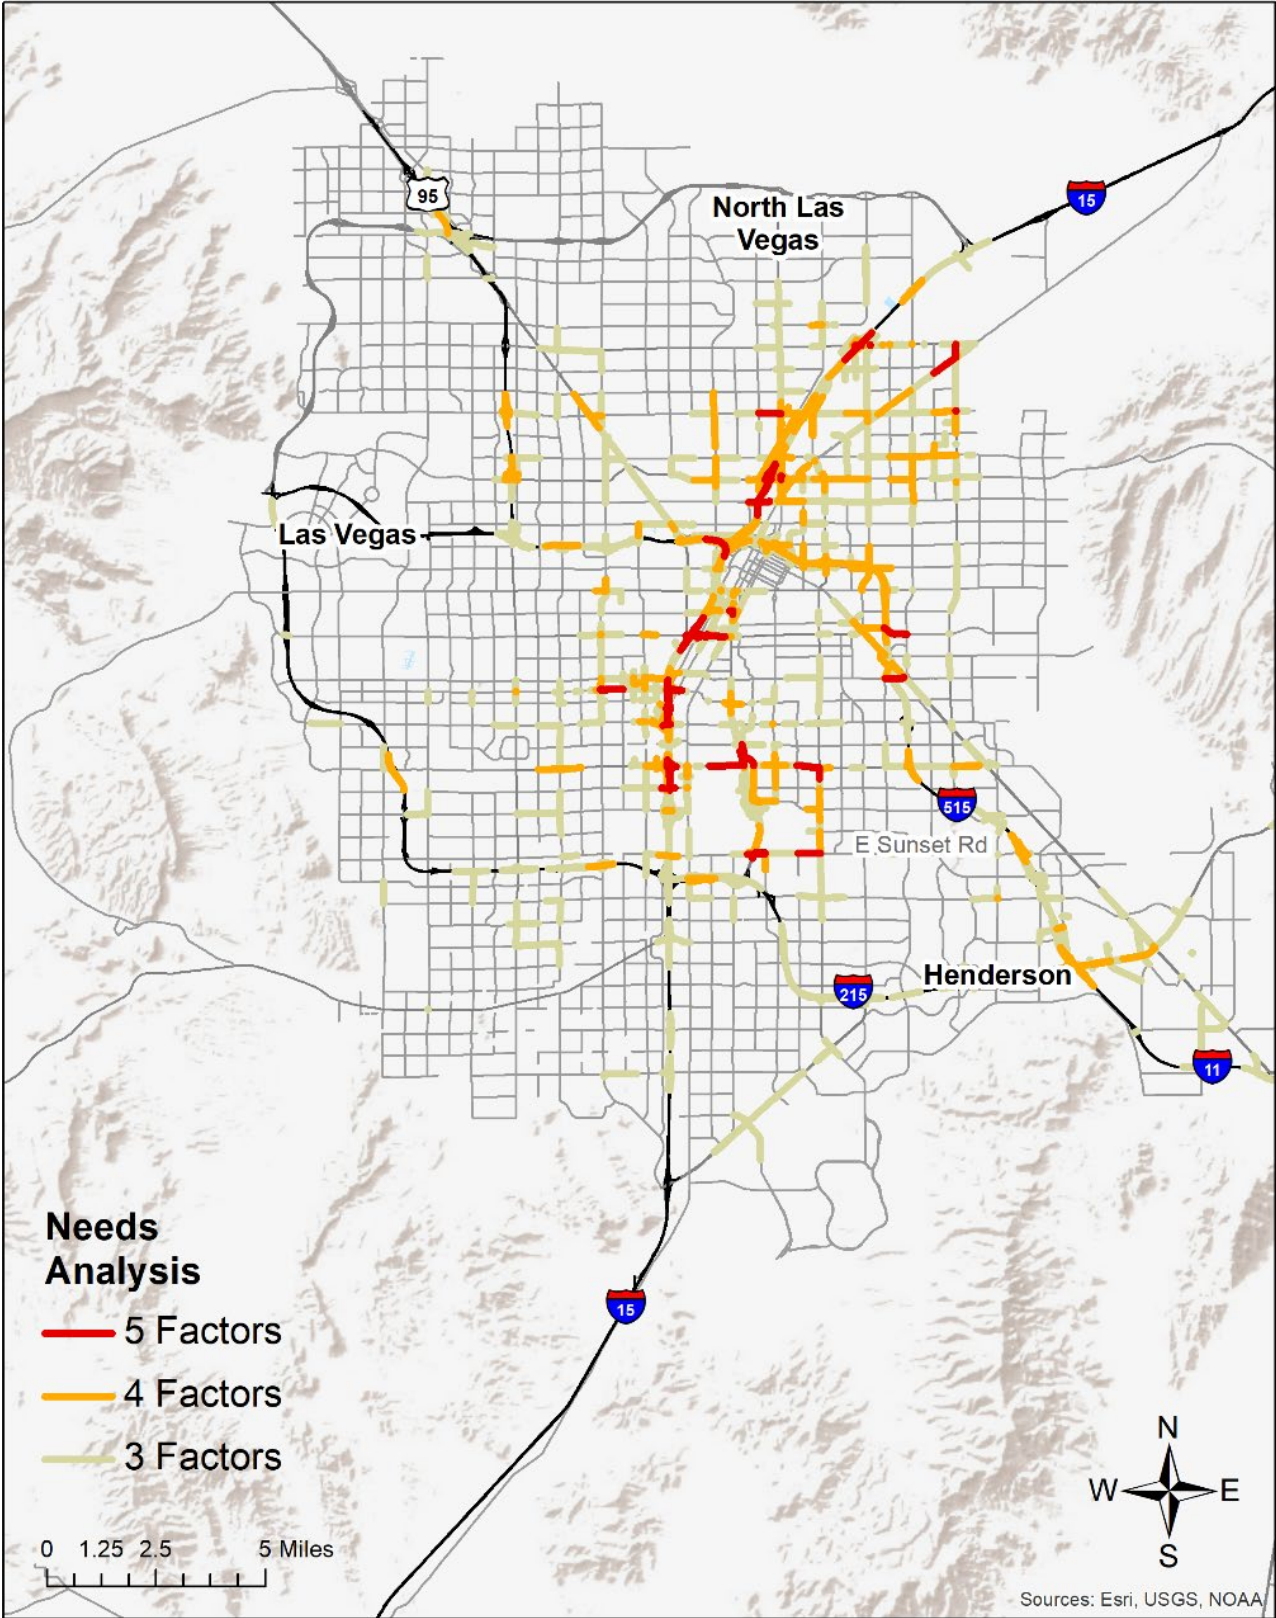 95
15
North Las
Vegas
Las Vegas
515
E Sunset Rd
Henderson
215
11
Needs
Analysis
15
5 Factors
4 Factors
3 Factors
N
W E
S
0 1.25 2.5 5 Miles
Sources: Esri, USGS, NOAA